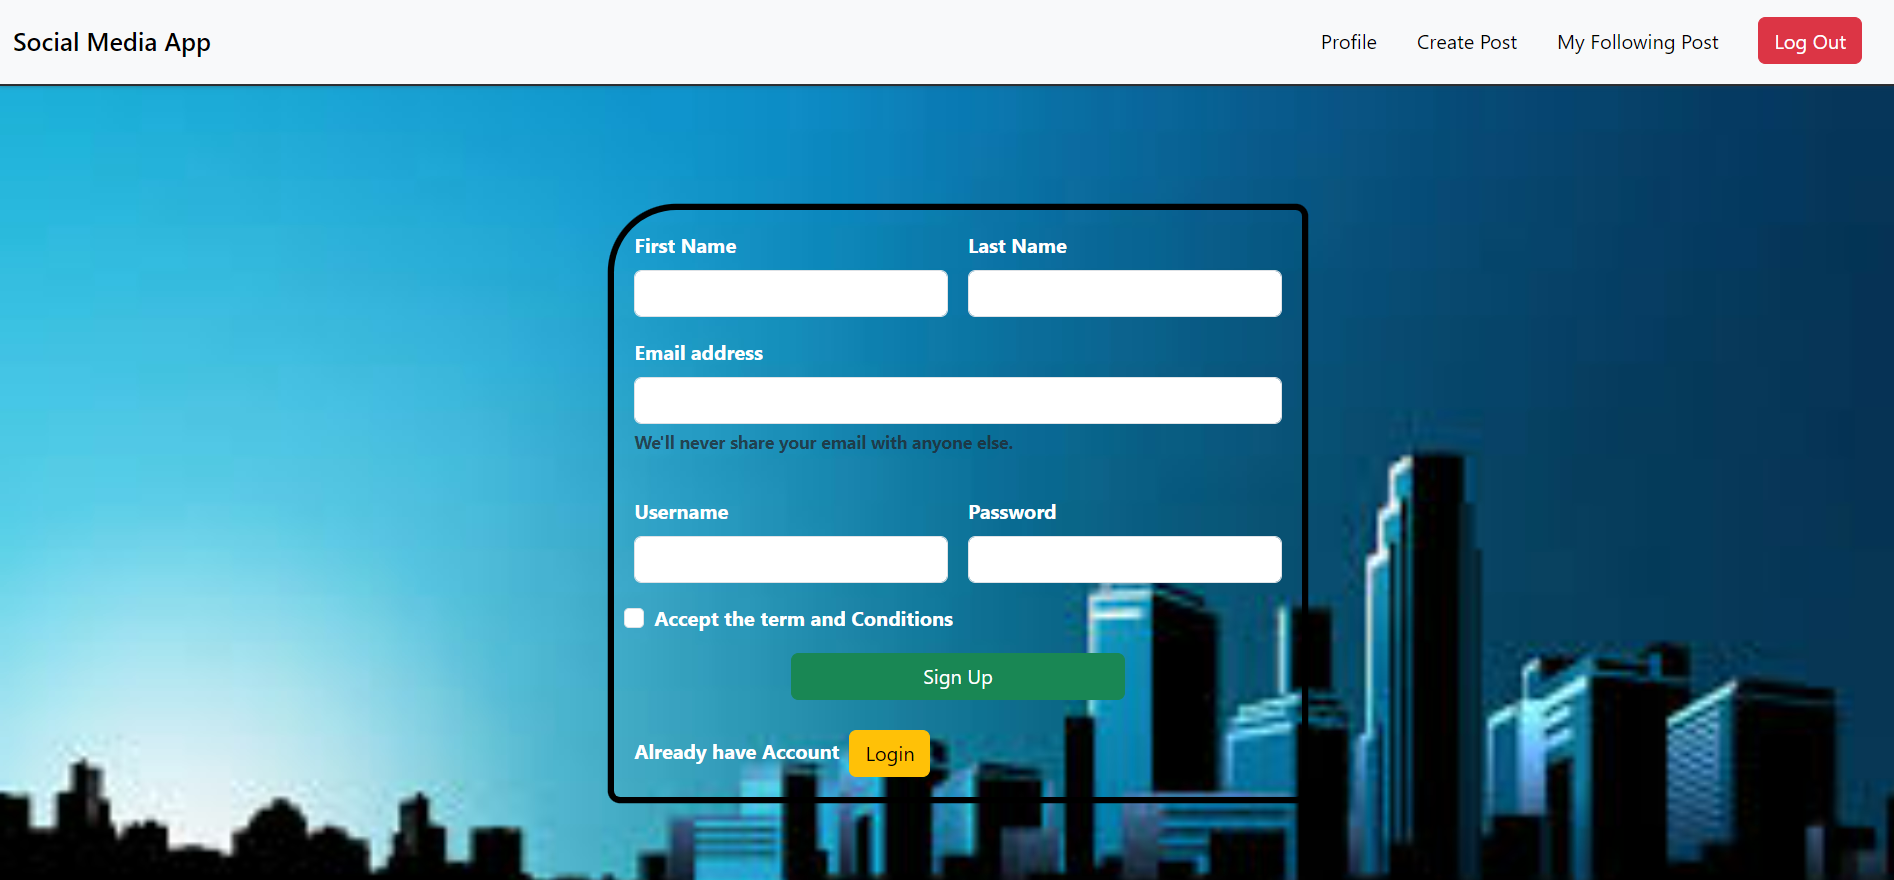 Social Media App Profile Create Post My Following Post Log Out
First Name Last Name
Email address
We'll never share your email with anyone else.
Username Password
Accept the term and Conditions
Sign Up
Already have Account Login